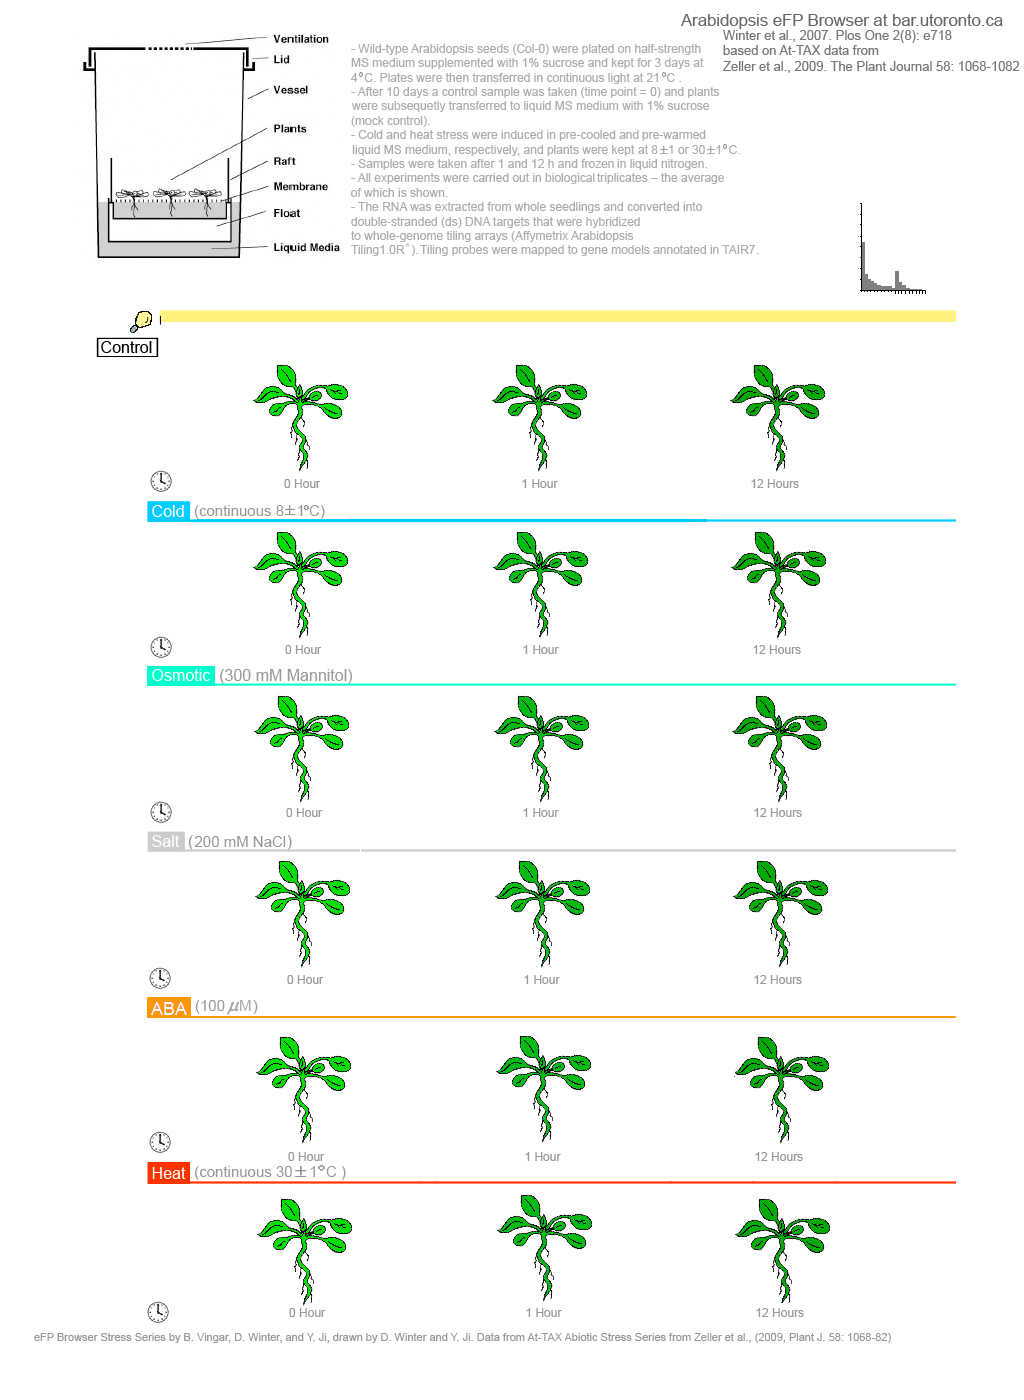 Arabidopsis eFP Browser at bar.utoronto.ca
Winter et al., 2007. Plos One 2(8): e718
based on At-TAX data from
Zeller et al., 2009. The Plant Journal 58: 1068-1082
Ventilation
Lid
Vessel
Plants
Raft
Membrane
Float
Liquid Media
- Wild-type Arabidopsis seeds (Col-0) were plated on half-strength
MS medium supplemented with 1% sucrose and kept for 3 days at
4°C. Plates were then transferred in continuous light at 21°C .
- After 10 days a control sample was taken (time point = 0) and plants
were subsequetly transferred to liquid MS medium with 1% sucrose
(mock control).
- Cold and heat stress were induced in pre-cooled and pre-warmed
liquid MS medium, respectively, and plants were kept at 8±1 or 30±1°C.
- Samples were taken after 1 and 12 h and frozen in liquid nitrogen.
- All experiments were carried out in biological triplicates – the average
of which is shown.
- The RNA was extracted from whole seedlings and converted into
double-stranded (ds) DNA targets that were hybridized
to whole-genome tiling arrays (Affymetrix Arabidopsis
Tiling1.0R®). Tiling probes were mapped to gene models annotated in TAIR7.
Control
0 Hour 1 Hour 12 Hours
Cold (continuous 8±1°C)
0 Hour 1 Hour 12 Hours
Osmotic (300 mM Mannitol)
0 Hour 1 Hour 12 Hours
Salt (200 mM NaCl)
0 Hour 1 Hour 12 Hours
ABA (100 µM)
0 Hour 1 Hour 12 Hours
Heat (continuous 30±1°C )
0 Hour 1 Hour 12 Hours
eFP Browser Stress Series by B. Vingar, D. Winter, and Y. Ji, drawn by D. Winter and Y. Ji. Data from At-TAX Abiotic Stress Series from Zeller et al., (2009, Plant J. 58: 1068-82)